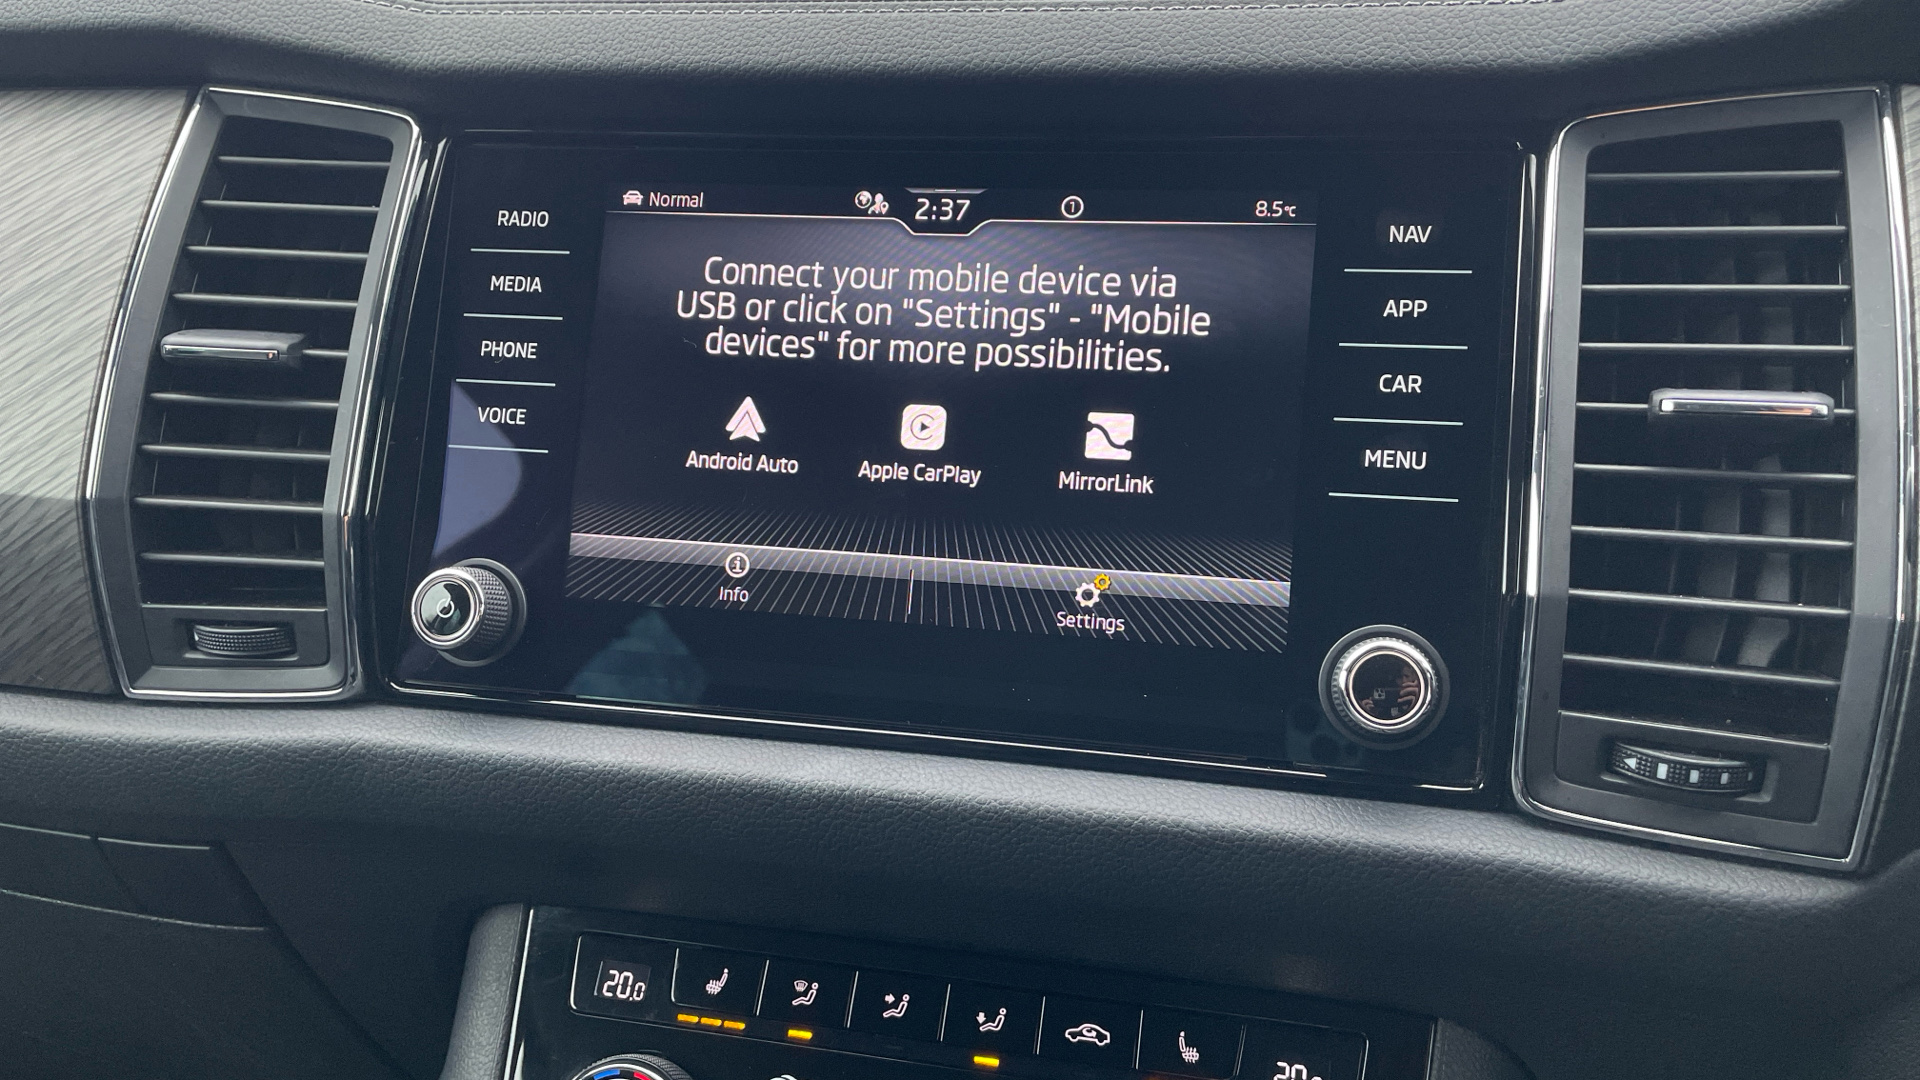 Normal
2:37
1
8.5°C
RADIO
MEDIA
PHONE
VOICE
Connect your mobile device via
USB or click on "Settings" - "Mobile
devices" for more possibilities.
Android Auto
Apple CarPlay
MirrorLink
Info
Settings
NAV
APP
CAR
MENU
20.0